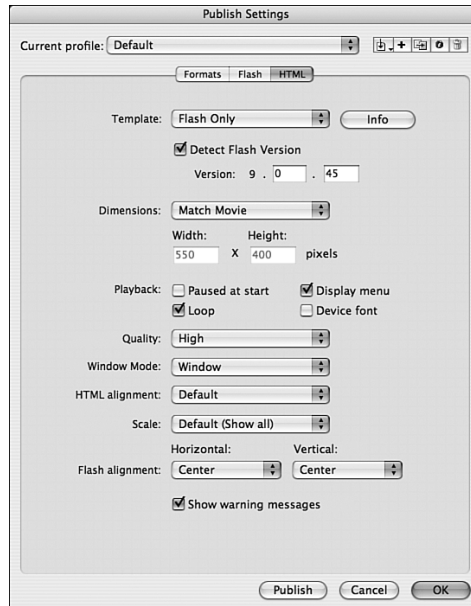 Publish Settings
Current profile: Default
Formats Flash HTML
Template: Flash Only Info
Detect Flash Version
Version: 9 . 0 . 45
Dimensions: Match Movie
Width: Height:
550 X 400 pixels
Playback: Paused at start Display menu
Loop Device font
Quality: High
Window Mode: Window
HTML alignment: Default
Scale: Default (Show all)
Horizontal: Vertical:
Flash alignment: Center Center
Show warning messages
Publish Cancel OK